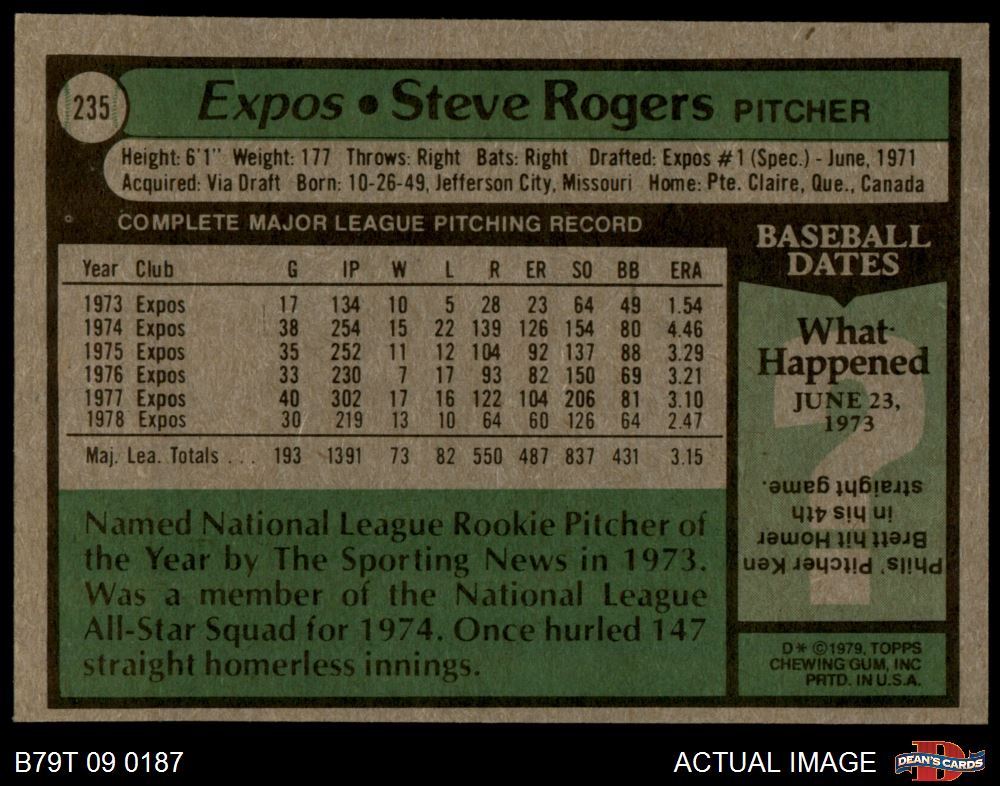 235
Expos • Steve Rogers PITCHER
Height: 6'1" Weight: 177 Throws: Right Bats: Right Drafted: Expos #1 (Spec.) - June, 1971
Acquired: Via Draft Born: 10-26-49, Jefferson City, Missouri Home: Pte. Claire, Que., Canada
COMPLETE MAJOR LEAGUE PITCHING RECORD
Year Club G IP W L R ER SO BB ERA
1973 Expos 17 134 10 5 28 23 64 49 1.54
1974 Expos 38 254 15 22 139 126 154 80 4.46
1975 Expos 35 252 11 12 104 92 137 88 3.29
1976 Expos 33 230 7 17 93 82 150 69 3.21
1977 Expos 40 302 17 16 122 104 206 81 3.10
1978 Expos 30 219 13 10 64 60 126 64 2.47
Maj. Lea. Totals . . . 193 1391 73 82 550 487 837 431 3.15
Named National League Rookie Pitcher of
the Year by The Sporting News in 1973.
Was a member of the National League
All-Star Squad for 1974. Once hurled 147
straight homerless innings.
BASEBALL
DATES
What
Happened
JUNE 23,
1973
?
Phils' Pitcher Ken
Brett hit Homer
in his 4th
straight game.
D* ©1979, TOPPS
CHEWING GUM, INC
PRTD. IN U.S.A.
B79T 09 0187
ACTUAL IMAGE
D
DEAN'S CARDS